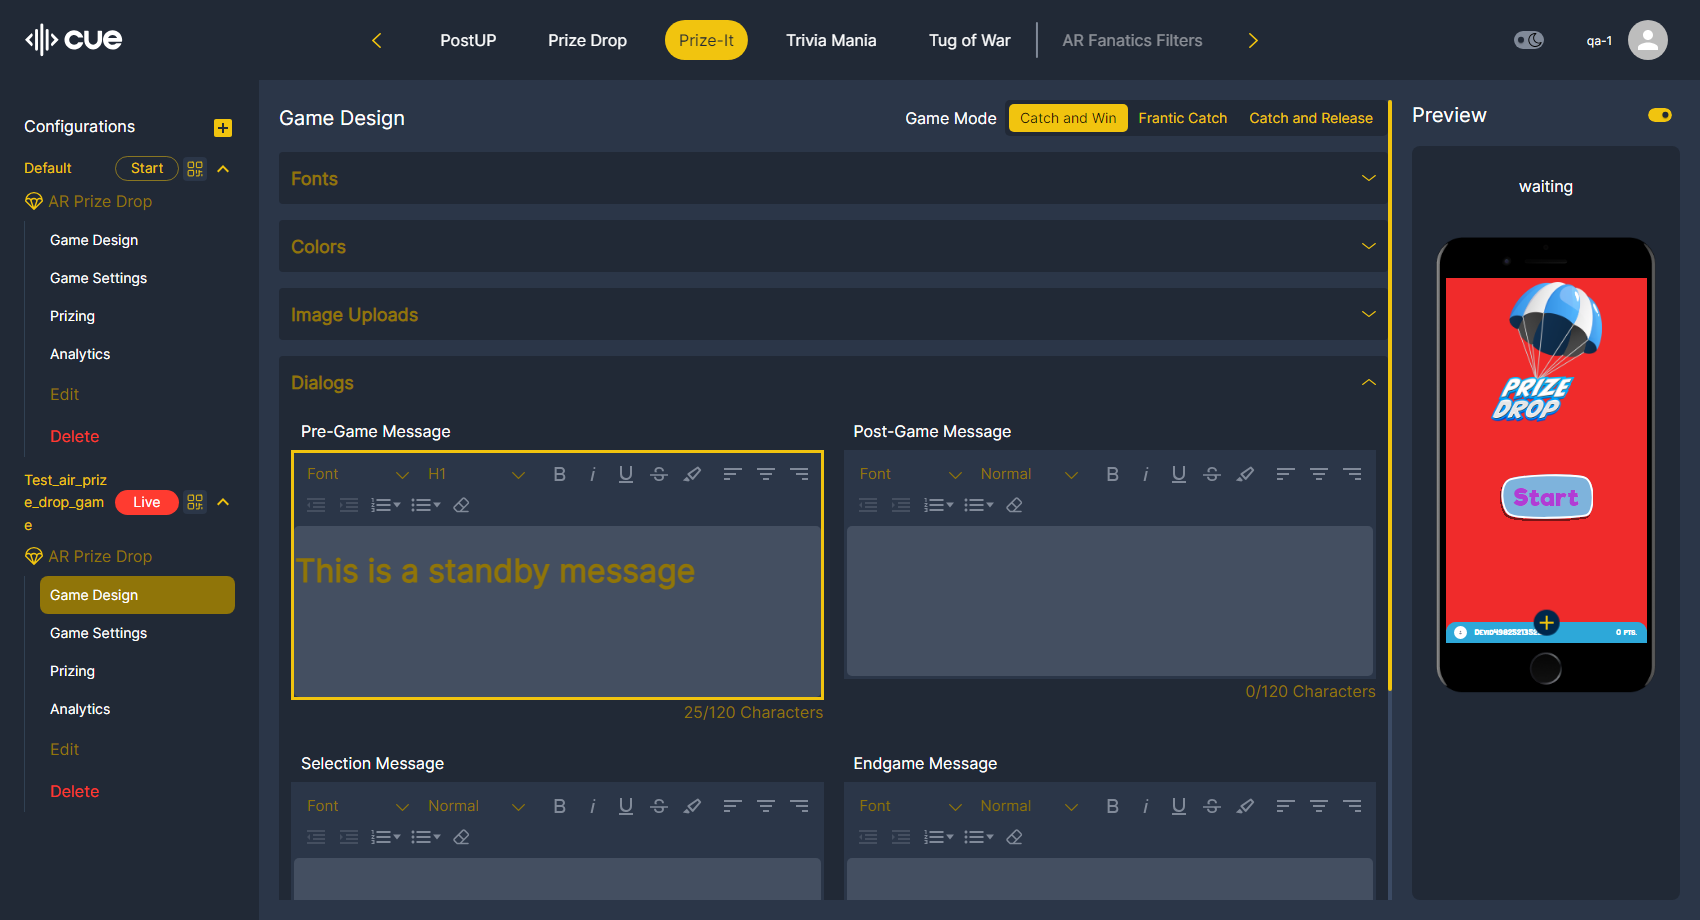 cue
PostUP
Prize Drop
Prize-It
Trivia Mania
Tug of War
AR Fanatics Filters
qa-1
Configurations
Default
Start
AR Prize Drop
Game Design
Game Settings
Prizing
Analytics
Edit
Delete
Test_air_priz
e_drop_gam
e
Live
AR Prize Drop
Game Design
Game Settings
Prizing
Analytics
Edit
Delete
Game Design
Game Mode
Catch and Win
Frantic Catch
Catch and Release
Fonts
Colors
Image Uploads
Dialogs
Pre-Game Message
Font
H1
This is a standby message
25/120 Characters
Post-Game Message
Font
Normal
0/120 Characters
Selection Message
Font
Normal
Endgame Message
Font
Normal
Preview
waiting
PRIZE
DROP
Start
0 PTS.